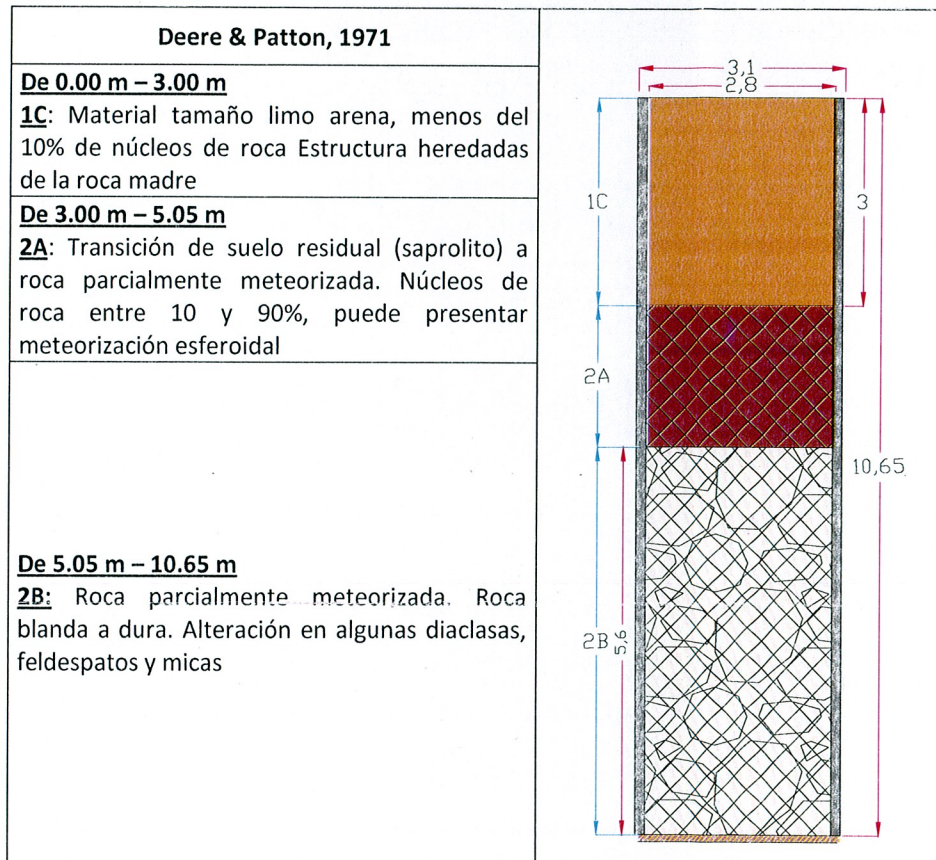 Deere & Patton, 1971
De 0.00 m – 3.00 m
1C: Material tamaño limo arena, menos del
10% de núcleos de roca Estructura heredadas
de la roca madre
De 3.00 m – 5.05 m
2A: Transición de suelo residual (saprolito) a
roca parcialmente meteorizada. Núcleos de
roca entre 10 y 90%, puede presentar
meteorización esferoidal
De 5.05 m – 10.65 m
2B: Roca parcialmente meteorizada. Roca
blanda a dura. Alteración en algunas diaclasas,
feldespatos y micas
3,1
2,8
1C
3
2A
10,65
2B
5,6